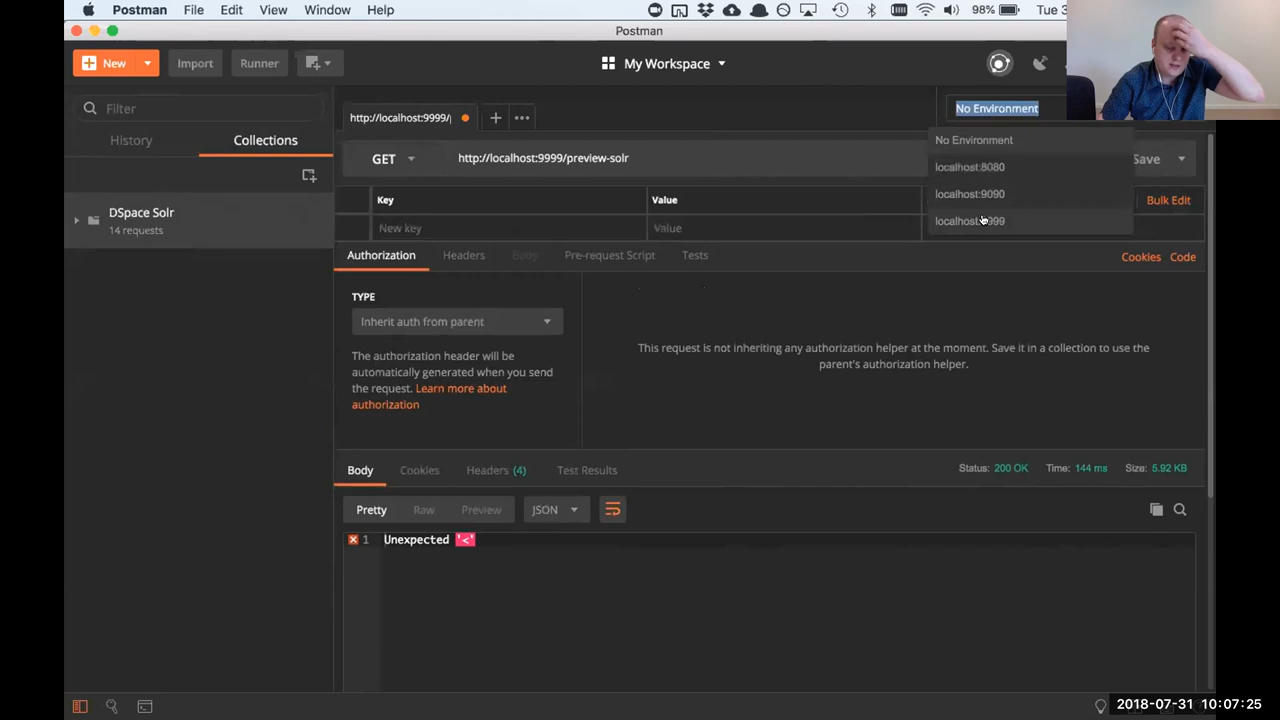 Postman File Edit View Window Help 98% Tue 3
Postman
New Import Runner My Workspace
Filter
http://localhost:9999/ No Environment
History Collections
No Environment
GET http://localhost:9999/preview-solr Save
localhost:8080
localhost:9090
Key Value Bulk Edit
DSpace Solr
14 requests
New key Value
Authorization Headers Body Pre-request Script Tests Cookies Code
TYPE
Inherit auth from parent
The authorization header will be
automatically generated when you send
the request. Learn more about
authorization
This request is not inheriting any authorization helper at the moment. Save it in a collection to use the
parent's authorization helper.
Body Cookies Headers (4) Test Results Status: 200 OK Time: 144 ms Size: 5.92 KB
Pretty Raw Preview JSON
1 Unexpected '<'
2018-07-31 10:07:25